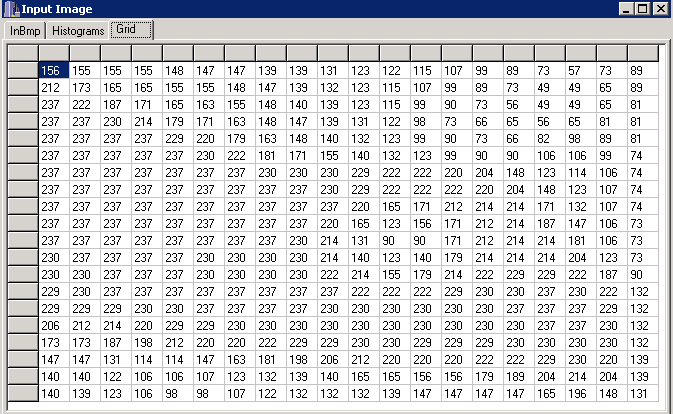 Input Image
InBmp Histograms Grid
156 155 155 155 148 147 147 139 139 131 123 122 115 107 99 89 73 57 73 89
212 173 165 165 155 155 148 147 139 132 123 115 107 99 89 73 49 49 65 89
237 222 187 171 165 163 155 148 140 139 123 115 99 90 73 56 49 49 65 81
237 237 230 214 179 171 163 148 147 139 131 122 98 73 66 65 56 65 81 81
237 237 237 237 229 220 179 163 148 140 132 123 99 90 73 66 82 98 89 81
237 237 237 237 237 230 222 181 171 155 140 132 123 99 90 90 106 106 99 74
237 237 237 237 237 237 237 230 230 230 229 222 222 222 220 204 148 123 114 106 74
237 237 237 237 237 237 237 237 230 229 222 222 222 220 204 148 123 107 74
237 237 237 237 237 237 237 237 237 220 165 171 212 214 214 171 132 107 74
237 237 237 237 237 237 237 237 237 220 165 123 156 171 212 214 187 147 106 73
230 237 237 237 237 237 237 237 230 214 131 90 90 171 212 214 214 181 106 73
230 230 237 237 237 237 237 237 230 214 140 123 140 179 214 214 214 204 123 73
230 230 237 237 237 237 237 237 230 222 214 155 179 214 222 229 229 222 187 90
229 229 237 230 237 237 237 237 237 222 222 222 229 230 230 237 237 230 222 132
229 229 229 230 230 230 230 230 230 230 230 230 230 230 230 237 237 237 230 132
206 212 214 220 229 229 230 230 230 230 230 230 230 230 230 237 237 229 230 132
173 173 187 198 212 220 220 222 229 229 230 230 230 230 230 230 230 230 230 132
147 147 131 114 114 147 163 181 198 206 212 220 220 220 220 222 222 229 230 220 139
140 140 122 106 106 107 123 132 132 139 140 165 165 156 156 179 189 204 214 204 139
140 139 123 106 98 98 107 122 132 132 132 132 139 147 147 147 147 165 196 148 131